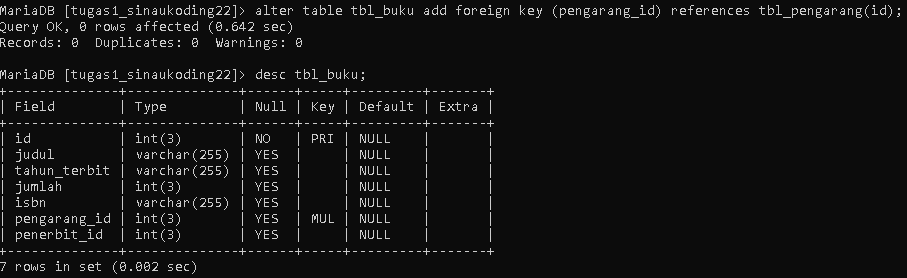 MariaDB [tugas1_sinaukoding22]> alter table tbl_buku add foreign key (pengarang_id) references tbl_pengarang(id);
Query OK, 0 rows affected (0.642 sec)
Records: 0  Duplicates: 0  Warnings: 0

MariaDB [tugas1_sinaukoding22]> desc tbl_buku;
+--------------+--------------+------+-----+---------+-------+
| Field        | Type         | Null | Key | Default | Extra |
+--------------+--------------+------+-----+---------+-------+
| id           | int(3)       | NO   | PRI | NULL    |       |
| judul        | varchar(255) | YES  |     | NULL    |       |
| tahun_terbit | varchar(255) | YES  |     | NULL    |       |
| jumlah       | int(3)       | YES  |     | NULL    |       |
| isbn         | varchar(255) | YES  |     | NULL    |       |
| pengarang_id | int(3)       | YES  | MUL | NULL    |       |
| penerbit_id  | int(3)       | YES  |     | NULL    |       |
+--------------+--------------+------+-----+---------+-------+
7 rows in set (0.002 sec)